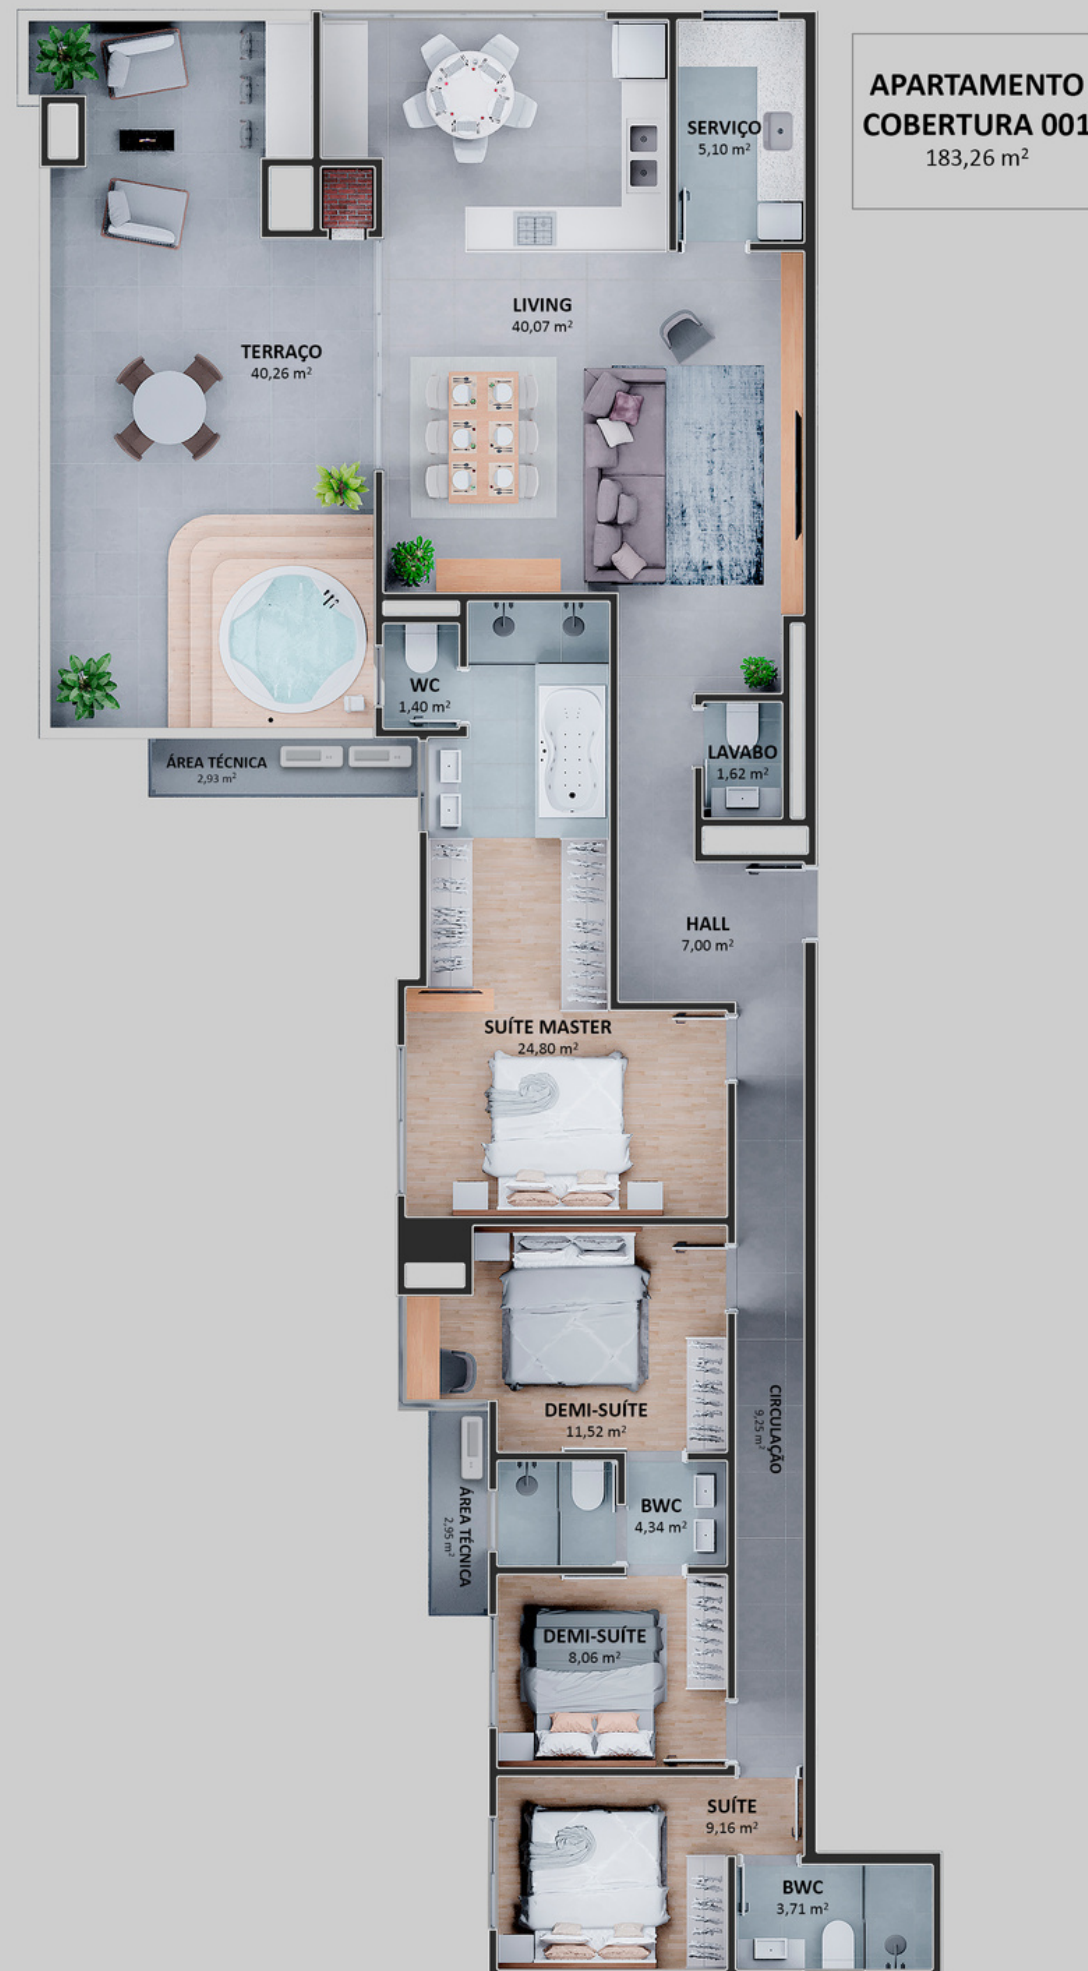 APARTAMENTO
COBERTURA 001
183,26 m²
SERVIÇO
5,10 m²
LIVING
40,07 m²
TERRAÇO
40,26 m²
WC
1,40 m²
LAVABO
1,62 m²
ÁREA TÉCNICA
2,93 m²
HALL
7,00 m²
SUÍTE MASTER
24,80 m²
DEMI-SUÍTE
11,52 m²
CIRCULAÇÃO
9,25 m²
BWC
4,34 m²
ÁREA TÉCNICA
2,95 m²
DEMI-SUÍTE
8,06 m²
SUÍTE
9,16 m²
BWC
3,71 m²